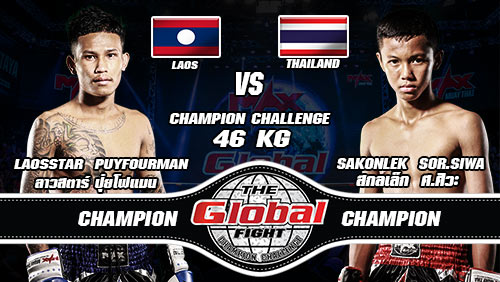 LAOS
THAILAND
VS
CHAMPION CHALLENGE
46 KG
LAOSSTAR PUYFOURMAN
ลาวสตาร์ ปุ๋ยโฟแมน
SAKONLEK SOR.SIWA
สกลเล็ก ศ.ศิวะ
CHAMPION
THE
Global
FIGHT
CHAMPION
MAX
MUAYTHAI